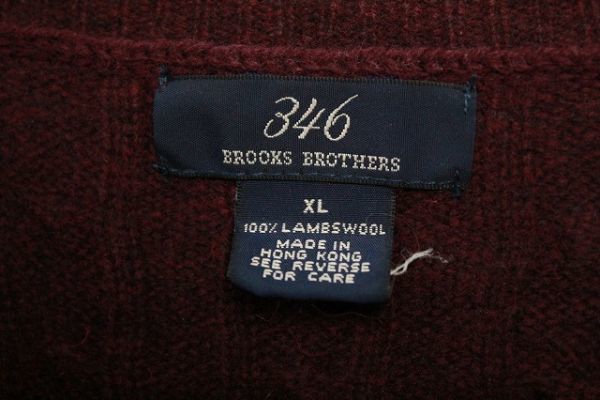 346
BROOKS BROTHERS
XL
100% LAMBSWOOL
MADE IN
HONG KONG
SEE REVERSE
FOR CARE